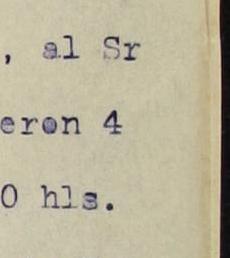 , al Sr
eron 4
0 hls.